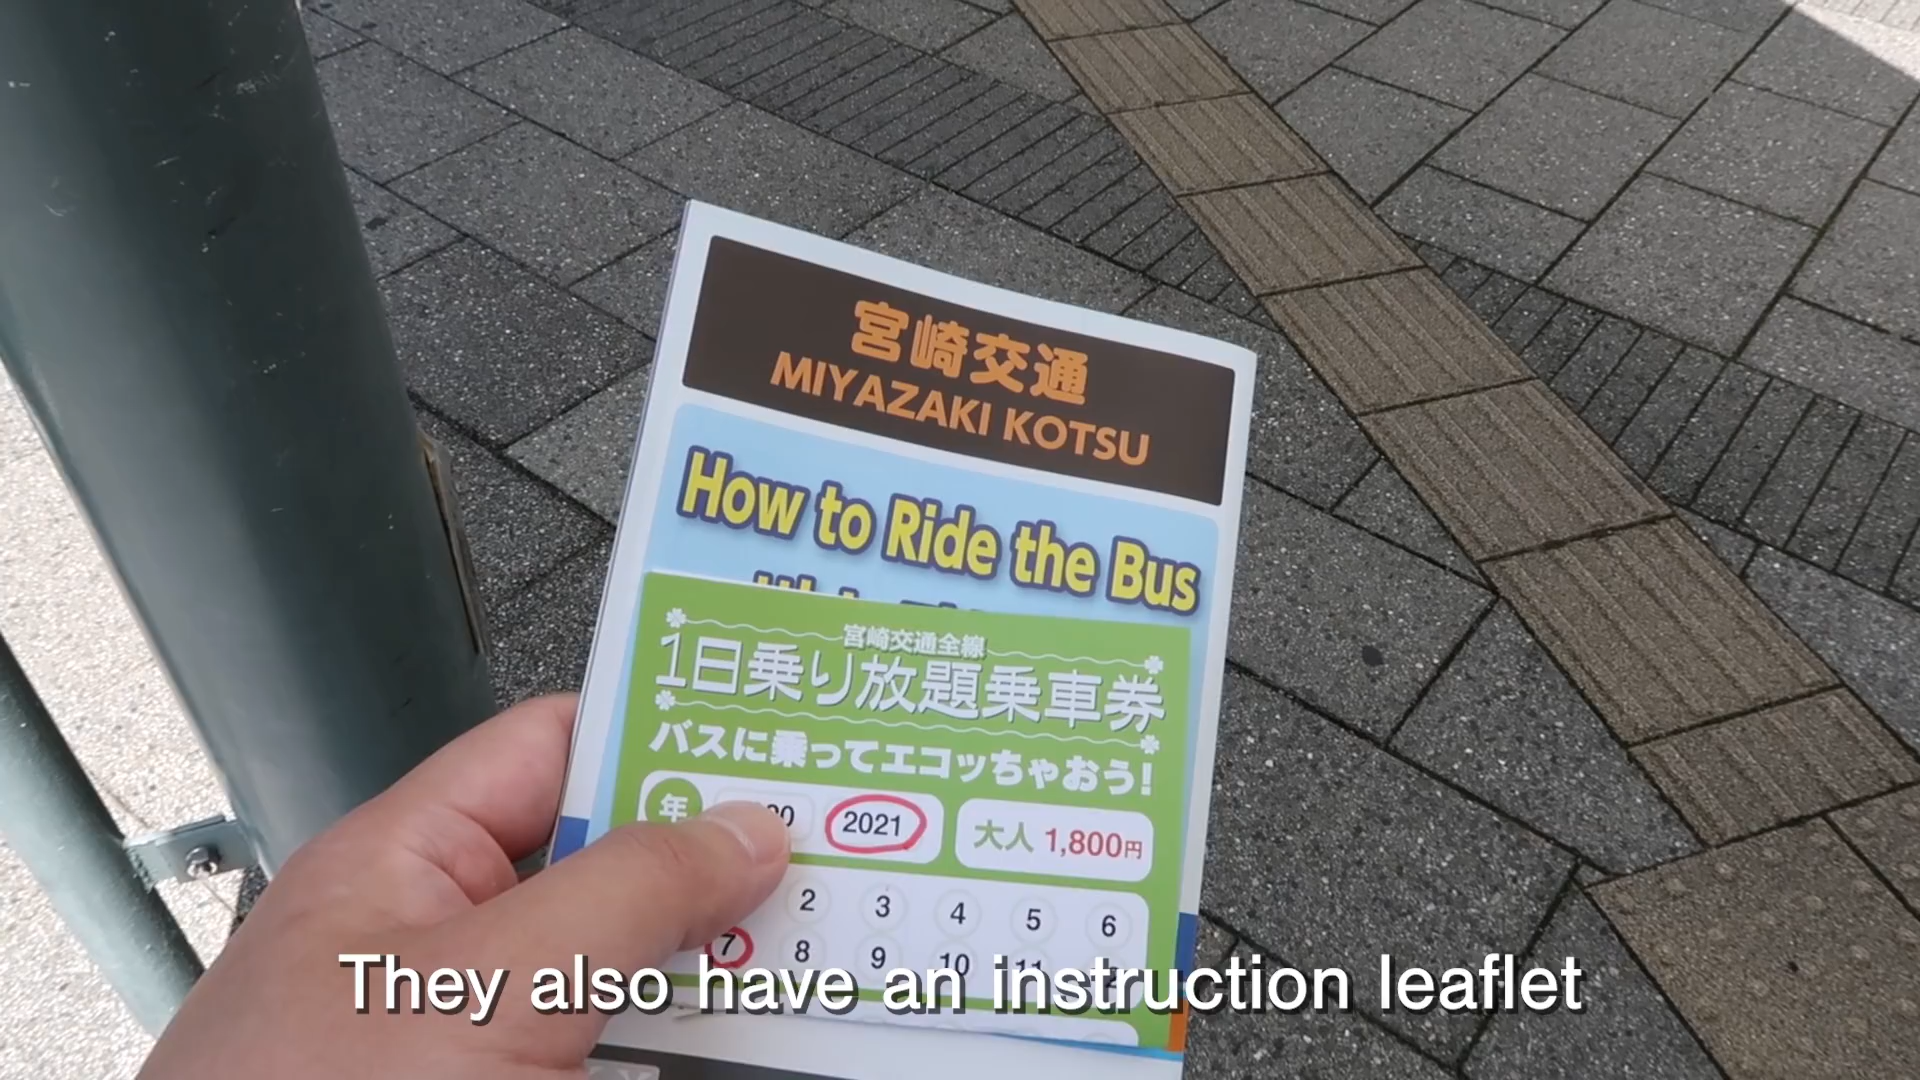 宮崎交通
MIYAZAKI KOTSU
How to Ride the Bus
宮崎交通全線
1日乗り放題乗車券
バスに乗ってエコッちゃおう!
年 2021 大人 1,800円
2 3 4 5 6
7 8 9 10 11
They also have an instruction leaflet